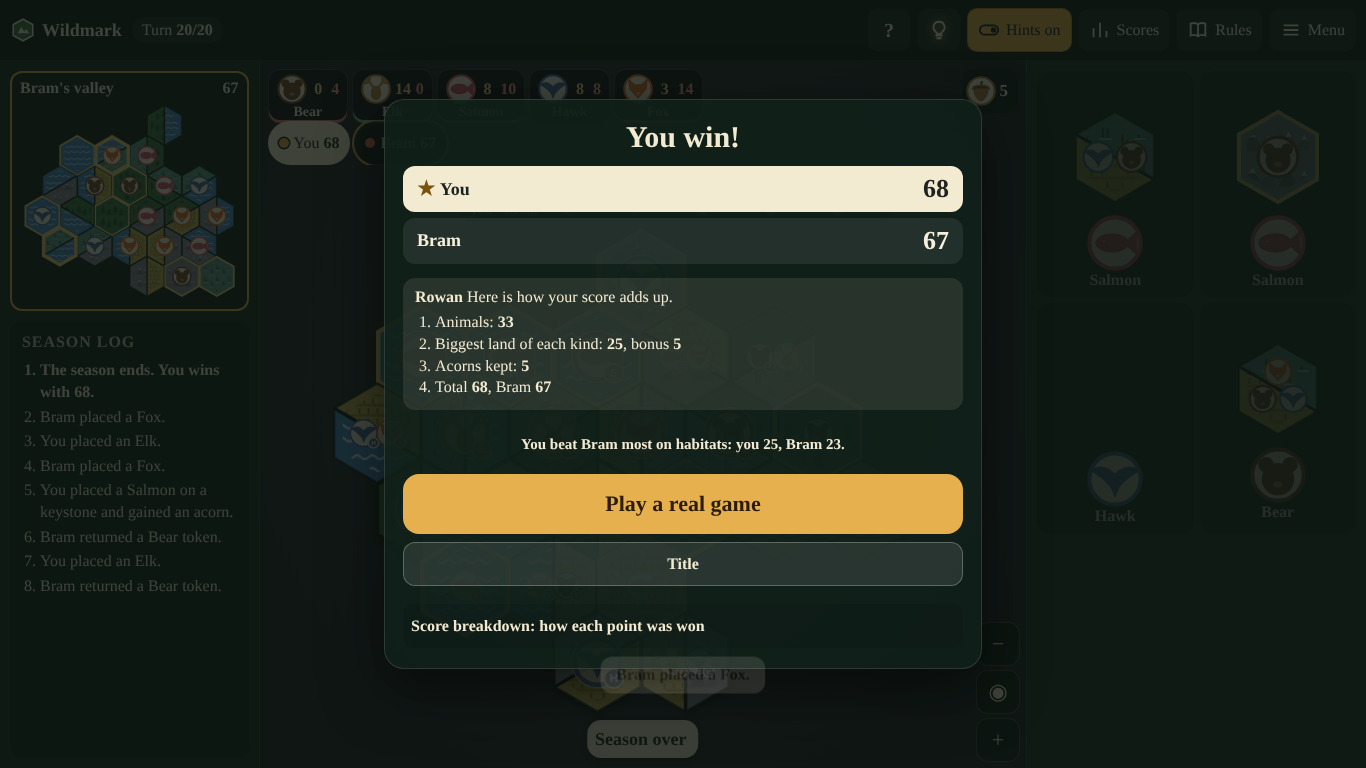 Wildmark
Turn 20/20
?
Hints on
Scores
Rules
Menu
Bram's valley 67
0 4
Bear
14 0
8 10
Salmon
8 8
Hawk
3 14
Fox
5
You 68
Bram 67
You win!
★ You 68
Bram 67
Rowan Here is how your score adds up.
1. Animals: 33
2. Biggest land of each kind: 25, bonus 5
3. Acorns kept: 5
4. Total 68, Bram 67
You beat Bram most on habitats: you 25, Bram 23.
Play a real game
Title
Score breakdown: how each point was won
SEASON LOG
1. The season ends. You wins
with 68.
2. Bram placed a Fox.
3. You placed an Elk.
4. Bram placed a Fox.
5. You placed a Salmon on a
keystone and gained an acorn.
6. Bram returned a Bear token.
7. You placed an Elk.
8. Bram returned a Bear token.
Salmon
Salmon
Hawk
Bear
Bram placed a Fox.
Season over
−
+